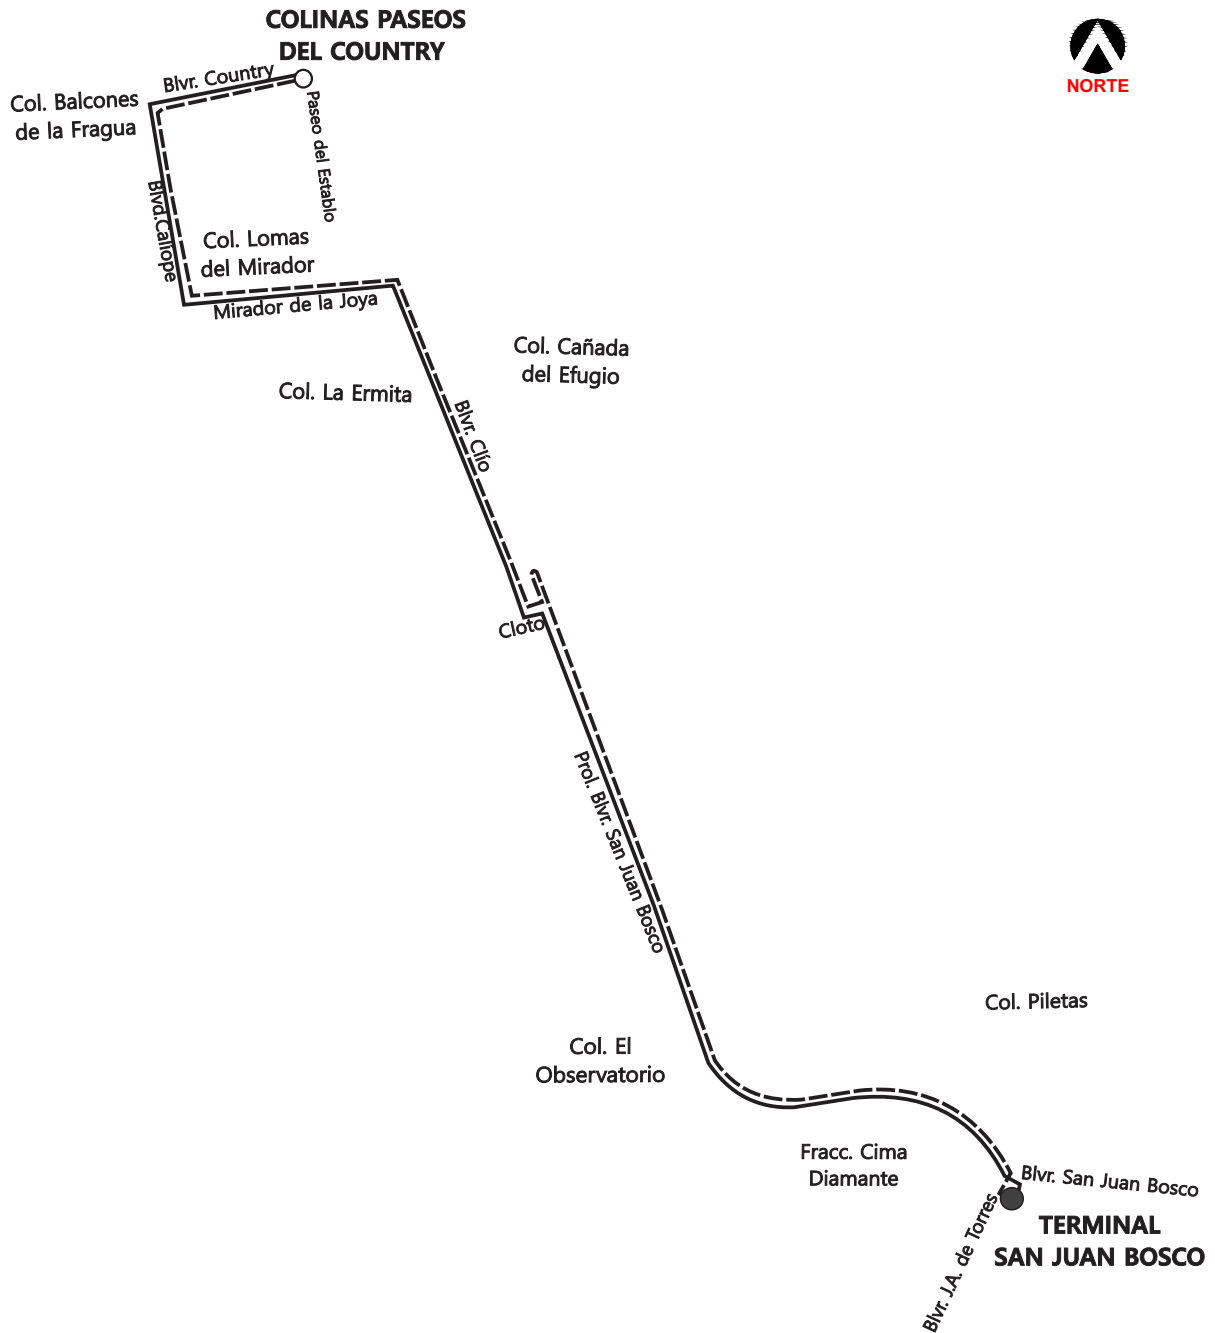 COLINAS PASEOS
DEL COUNTRY
NORTE
Blvr. Country
Col. Balcones
de la Fragua
Paseo del Establo
Blvd.Calíope
Col. Lomas
del Mirador
Mirador de la Joya
Col. Cañada
del Efugio
Col. La Ermita
Blvr. Clío
Cloto
Prol. Blvr. San Juan Bosco
Col. Piletas
Col. El
Observatorio
Fracc. Cima
Diamante
Blvr. San Juan Bosco
Blvr. J.A. de Torres
TERMINAL
SAN JUAN BOSCO